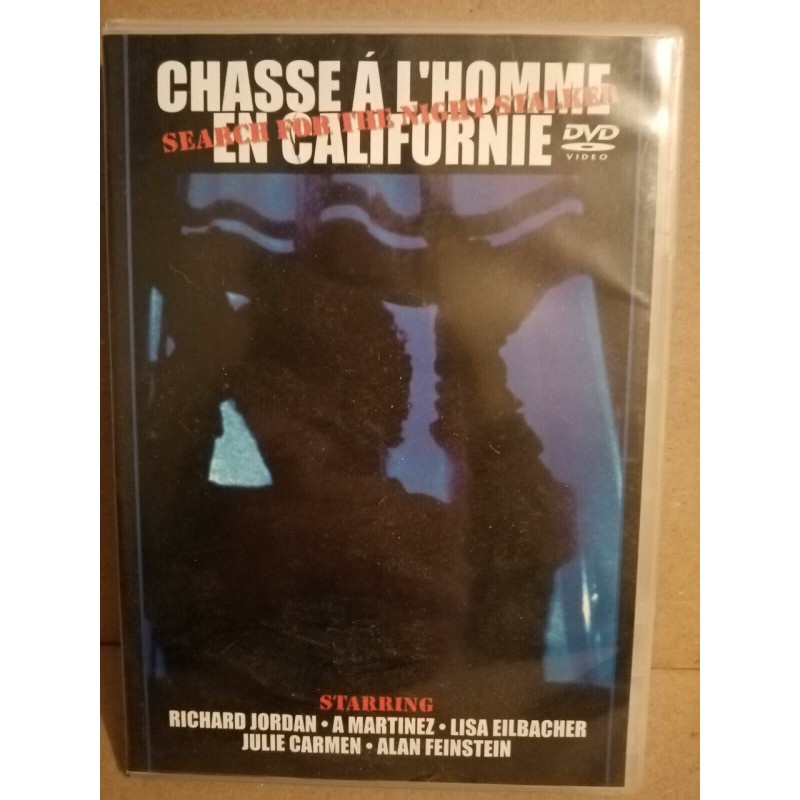 CHASSE Á L'HOMME
SEARCH FOR THE NIGHT STALKER
EN CALIFORNIE
DVD
VIDEO
STARRING
RICHARD JORDAN • A MARTINEZ • LISA EILBACHER
JULIE CARMEN • ALAN FEINSTEIN